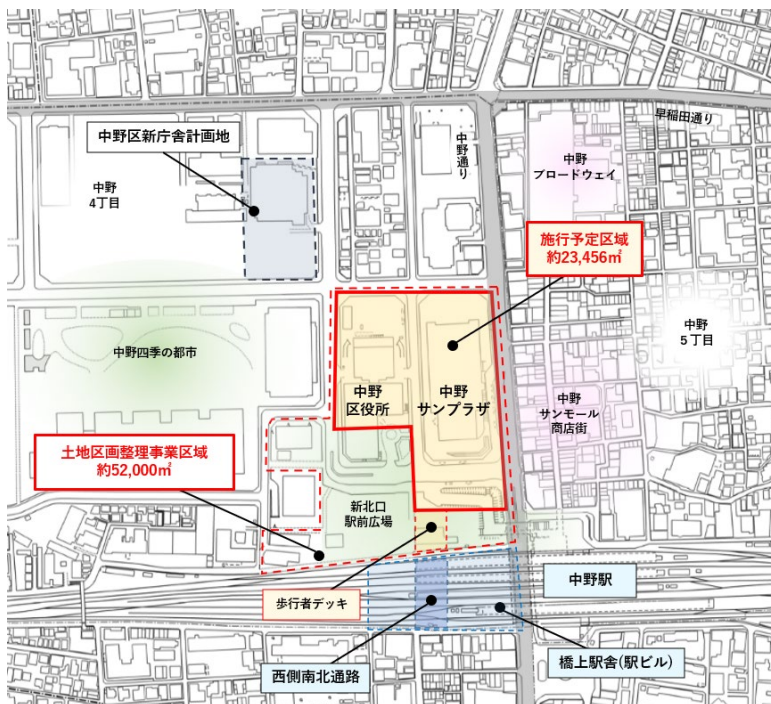 早稲田通り
中野区新庁舎計画地
中野通り
中野
ブロードウェイ
中野
4丁目
施行予定区域
約23,456㎡
中野四季の都市
中野
区役所
中野
サンプラザ
中野
5丁目
中野
サンモール
商店街
土地区画整理事業区域
約52,000㎡
新北口
駅前広場
歩行者デッキ
中野駅
西側南北通路
橋上駅舎(駅ビル)